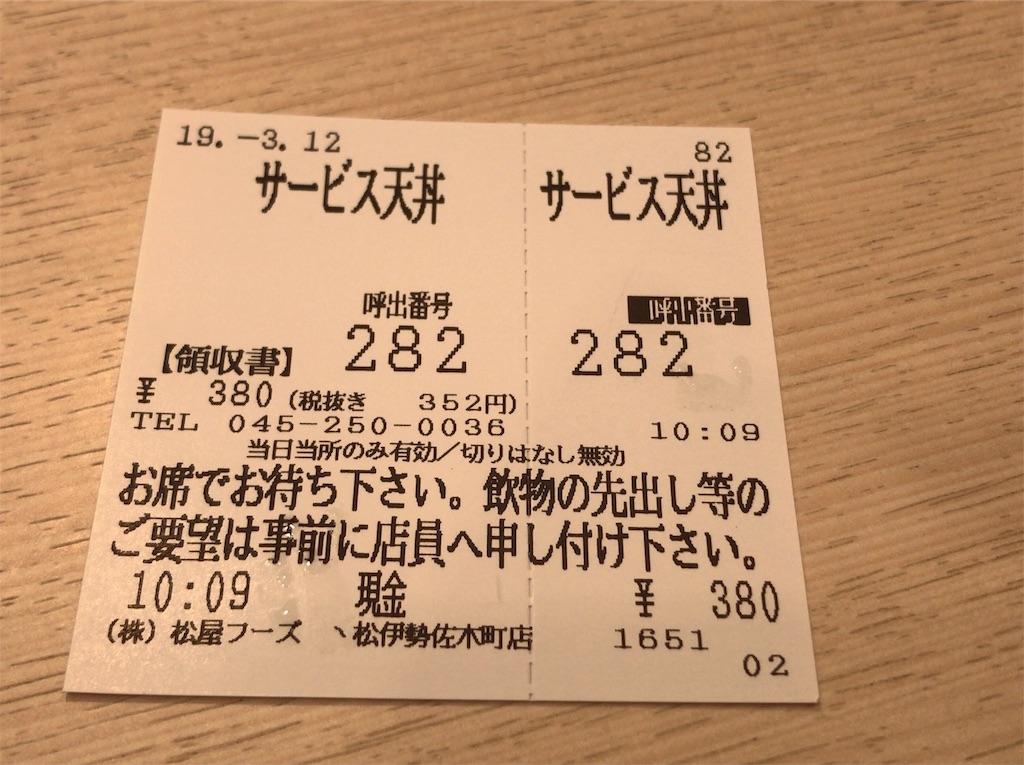 19.-3.12
82
サービス天丼
サービス天丼
呼出番号
呼出番号
282
282
【領収書】
¥ 380 (税抜き 352円)
TEL 045-250-0036
10:09
当日当所のみ有効/切りはなし無効
お席でお待ち下さい。飲物の先出し等の
ご要望は事前に店員へ申し付け下さい。
10:09 現金 ¥ 380
(株)松屋フーズ 松伊勢佐木町店 1651
02